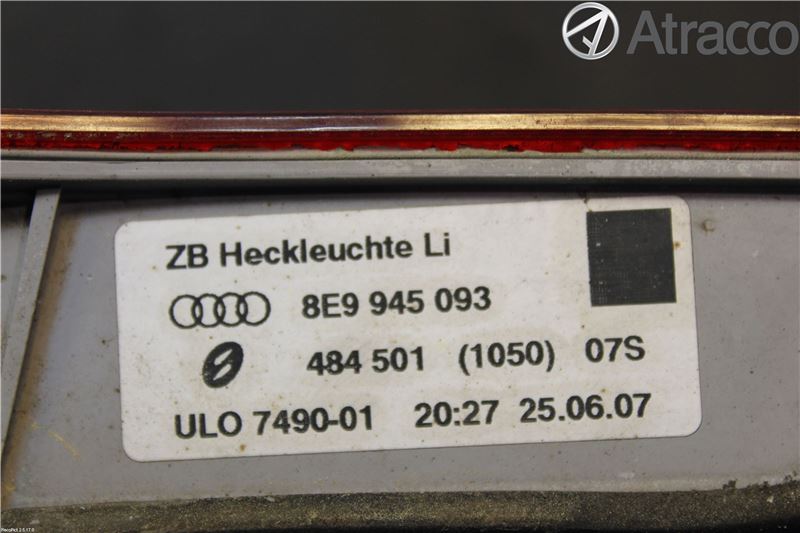 Atracco
ZB Heckleuchte Li
8E9 945 093
484 501 (1050) 07S
ULO 7490-01 20:27 25.06.07